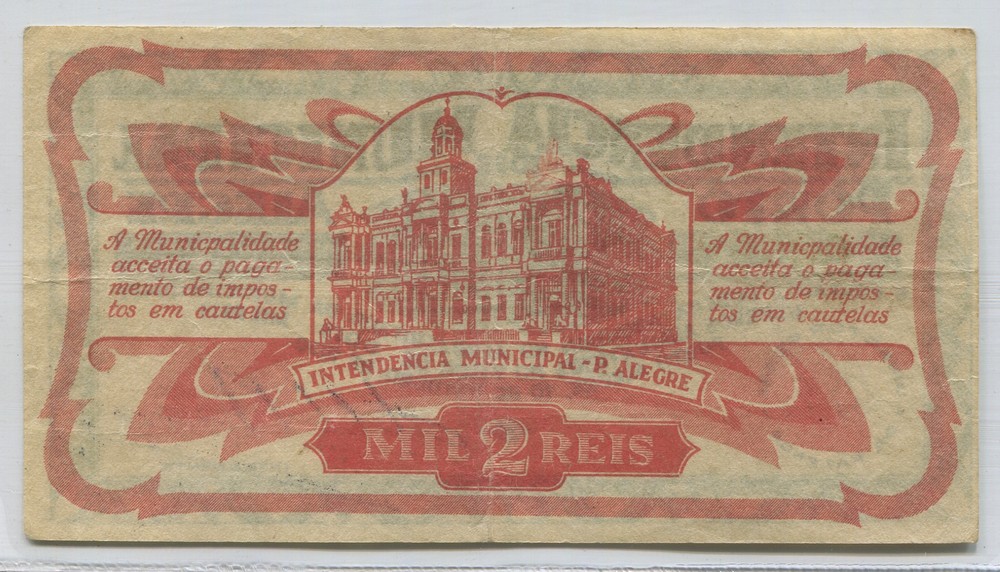 A Municpalidade
acceita o paga-
mento de impos-
tos em cautelas
A Municpalidade
acceita o paga-
mento de impos-
tos em cautelas
INTENDENCIA MUNICIPAL - P. ALEGRE
MIL 2 REIS